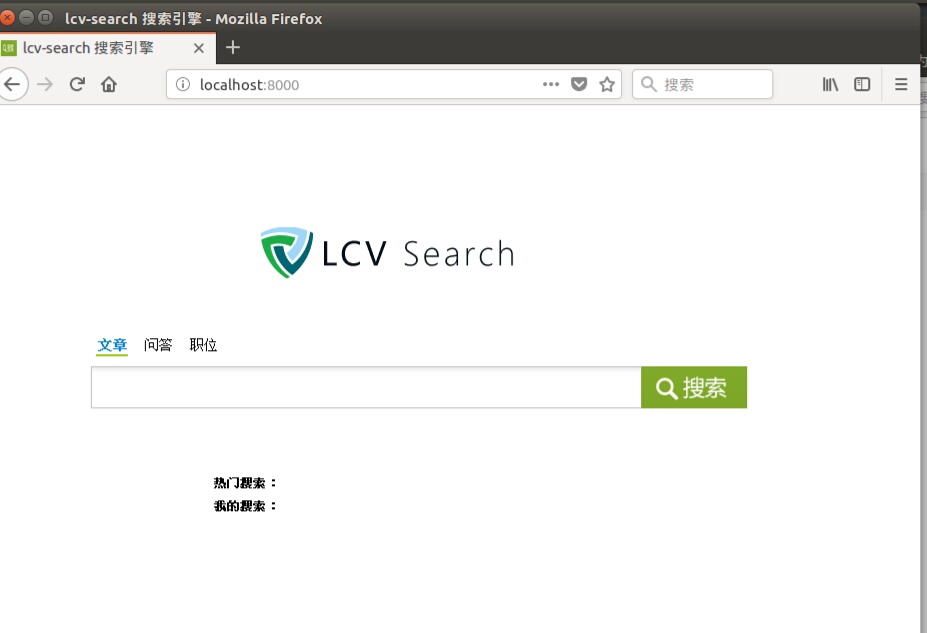 lcv-search 搜索引擎 - Mozilla Firefox
lcv-search 搜索引擎
localhost:8000
搜索
LCV Search
文章 问答 职位
搜索
热门搜索：
我的搜索：